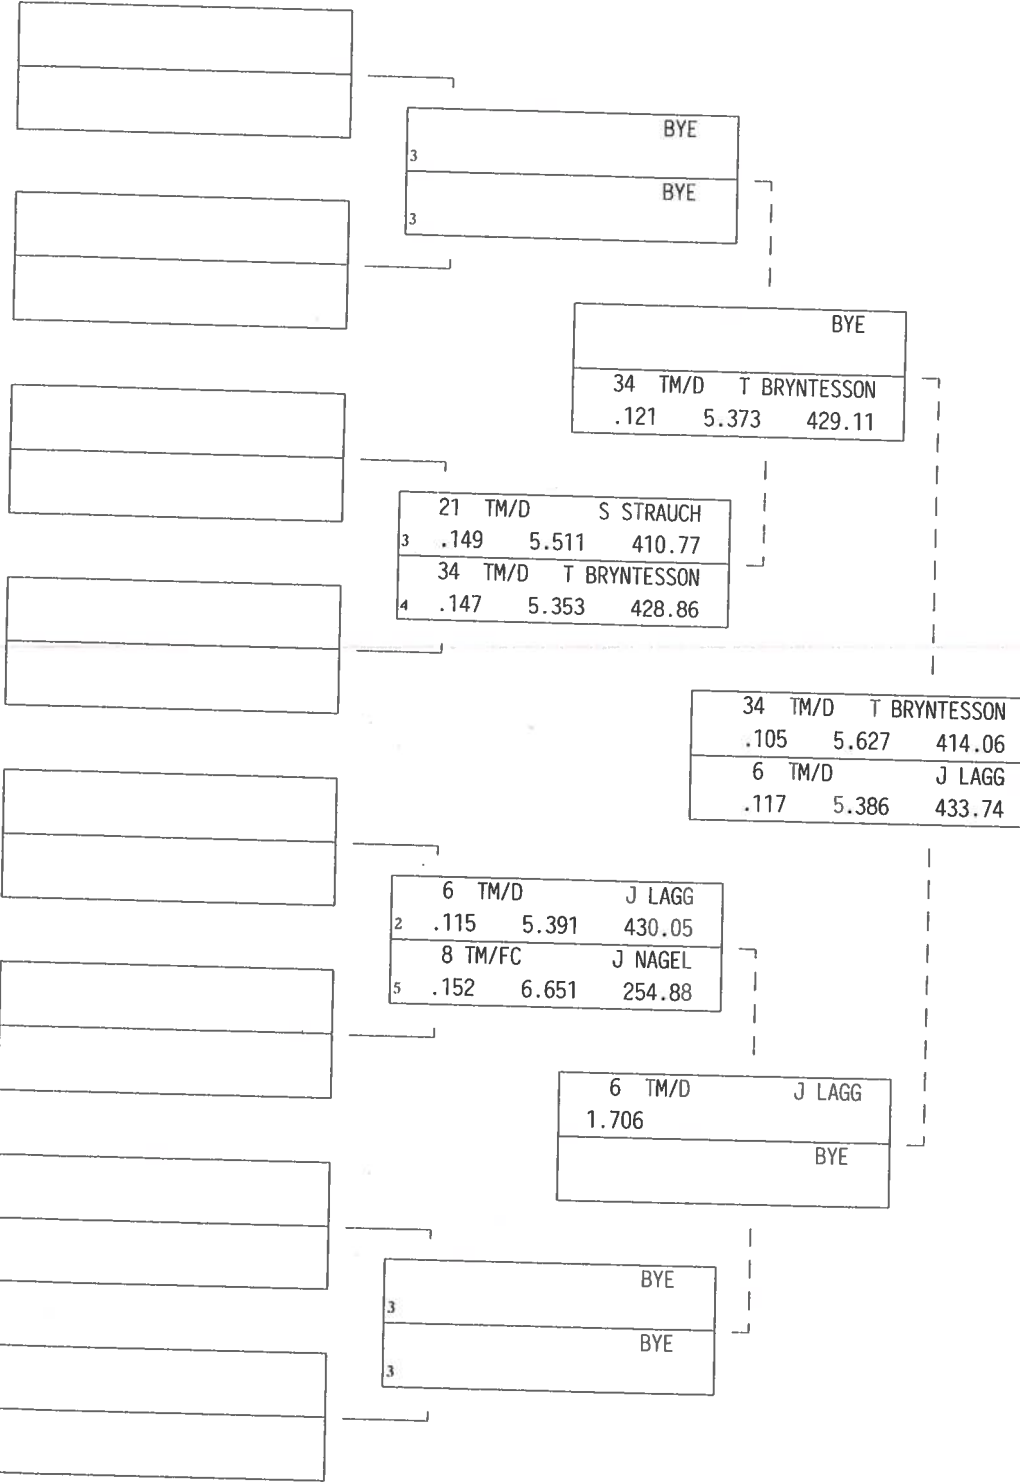 BYE
3
BYE
3
BYE
34 TM/D T BRYNTESSON
.121 5.373 429.11
21 TM/D S STRAUCH
3 .149 5.511 410.77
34 TM/D T BRYNTESSON
4 .147 5.353 428.86
34 TM/D T BRYNTESSON
.105 5.627 414.06
6 TM/D J LAGG
.117 5.386 433.74
6 TM/D J LAGG
2 .115 5.391 430.05
8 TM/FC J NAGEL
5 .152 6.651 254.88
6 TM/D J LAGG
1.706
BYE
BYE
3
BYE
3